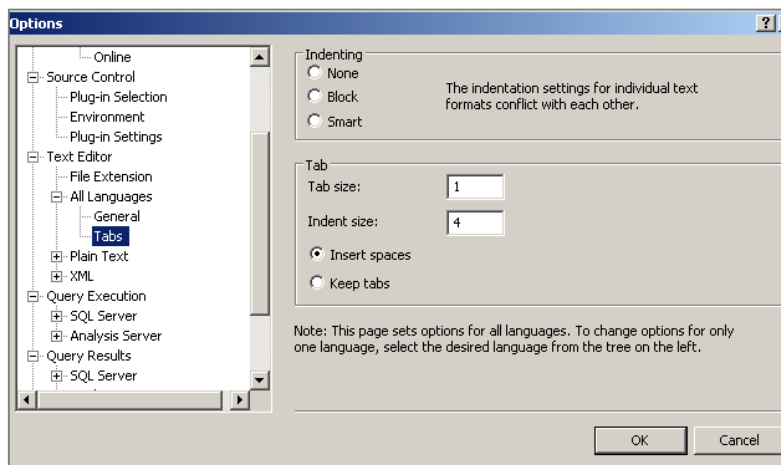 Options
Online
Source Control
Plug-in Selection
Environment
Plug-in Settings
Text Editor
File Extension
All Languages
General
Tabs
Plain Text
XML
Query Execution
SQL Server
Analysis Server
Query Results
SQL Server
Indenting
None
Block
Smart
The indentation settings for individual text
formats conflict with each other.
Tab
Tab size: 1
Indent size: 4
Insert spaces
Keep tabs
Note: This page sets options for all languages. To change options for only
one language, select the desired language from the tree on the left.
OK Cancel